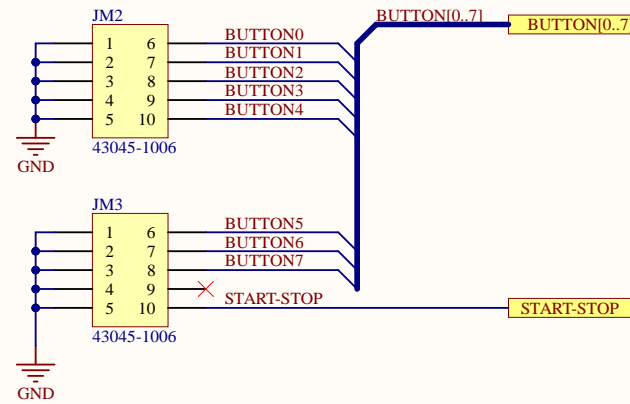 JM2
BUTTON[0..7]
BUTTON[0..7
1 6 BUTTON0
2 7 BUTTON1
3 8 BUTTON2
4 9 BUTTON3
5 10 BUTTON4
GND
43045-1006
JM3
1 6 BUTTON5
2 7 BUTTON6
3 8 BUTTON7
4 9
5 10 START-STOP
START-STOP
43045-1006
GND